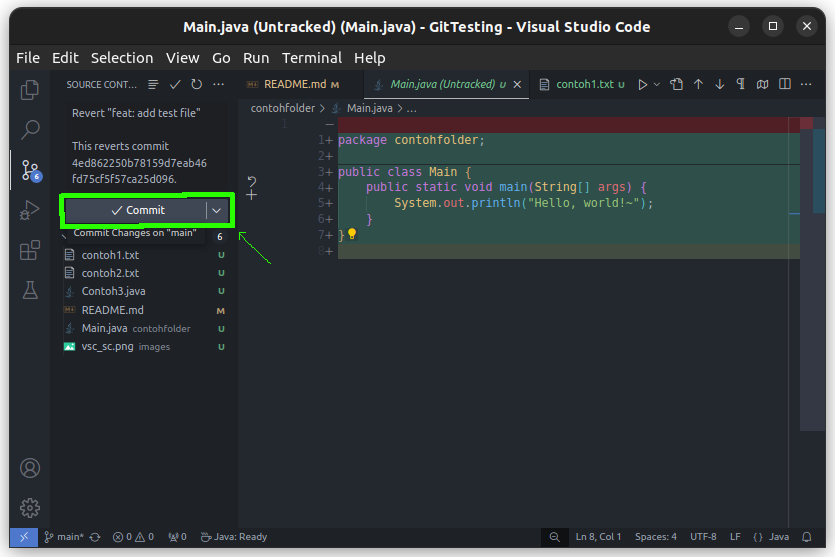 Main.java (Untracked) (Main.java) - GitTesting - Visual Studio Code
File Edit Selection View Go Run Terminal Help
SOURCE CONT...
README.md M
Main.java (Untracked) U
contoh1.txt U
contohfolder > Main.java > ...
Revert "feat: add test file"
This reverts commit
4ed862250b78159d7eab46
fd75cf5f57ca25d096.
Commit
Commit Changes on "main"
6
contoh1.txt U
contoh2.txt U
Contoh3.java U
README.md M
Main.java contohfolder U
vsc_sc.png images U
1 −
1+ package contohfolder;
2+
3+ public class Main {
4+ public static void main(String[] args) {
5+ System.out.println("Hello, world!~");
6+ }
7+ }
8+
6
main* 0 0 0 Java: Ready Ln 8, Col 1 Spaces: 4 UTF-8 LF {} Java